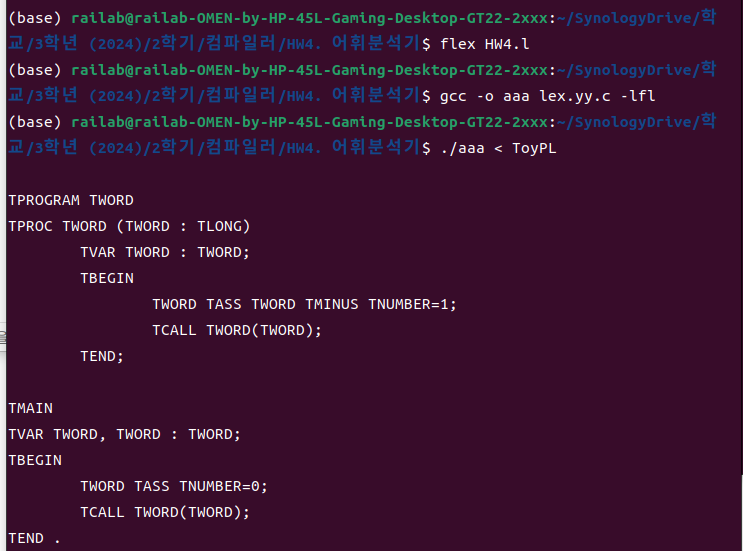 (base) railab@railab-OMEN-by-HP-45L-Gaming-Desktop-GT22-2xxx:~/SynologyDrive/학
교/3학년 (2024)/2학기/컴파일러/HW4. 어휘분석기$ flex HW4.l
(base) railab@railab-OMEN-by-HP-45L-Gaming-Desktop-GT22-2xxx:~/SynologyDrive/학
교/3학년 (2024)/2학기/컴파일러/HW4. 어휘분석기$ gcc -o aaa lex.yy.c -lfl
(base) railab@railab-OMEN-by-HP-45L-Gaming-Desktop-GT22-2xxx:~/SynologyDrive/학
교/3학년 (2024)/2학기/컴파일러/HW4. 어휘분석기$ ./aaa < ToyPL
TPROGRAM TWORD
TPROC TWORD (TWORD : TLONG)
TVAR TWORD : TWORD;
TBEGIN
TWORD TASS TWORD TMINUS TNUMBER=1;
TCALL TWORD(TWORD);
TEND;
TMAIN
TVAR TWORD, TWORD : TWORD;
TBEGIN
TWORD TASS TNUMBER=0;
TCALL TWORD(TWORD);
TEND .